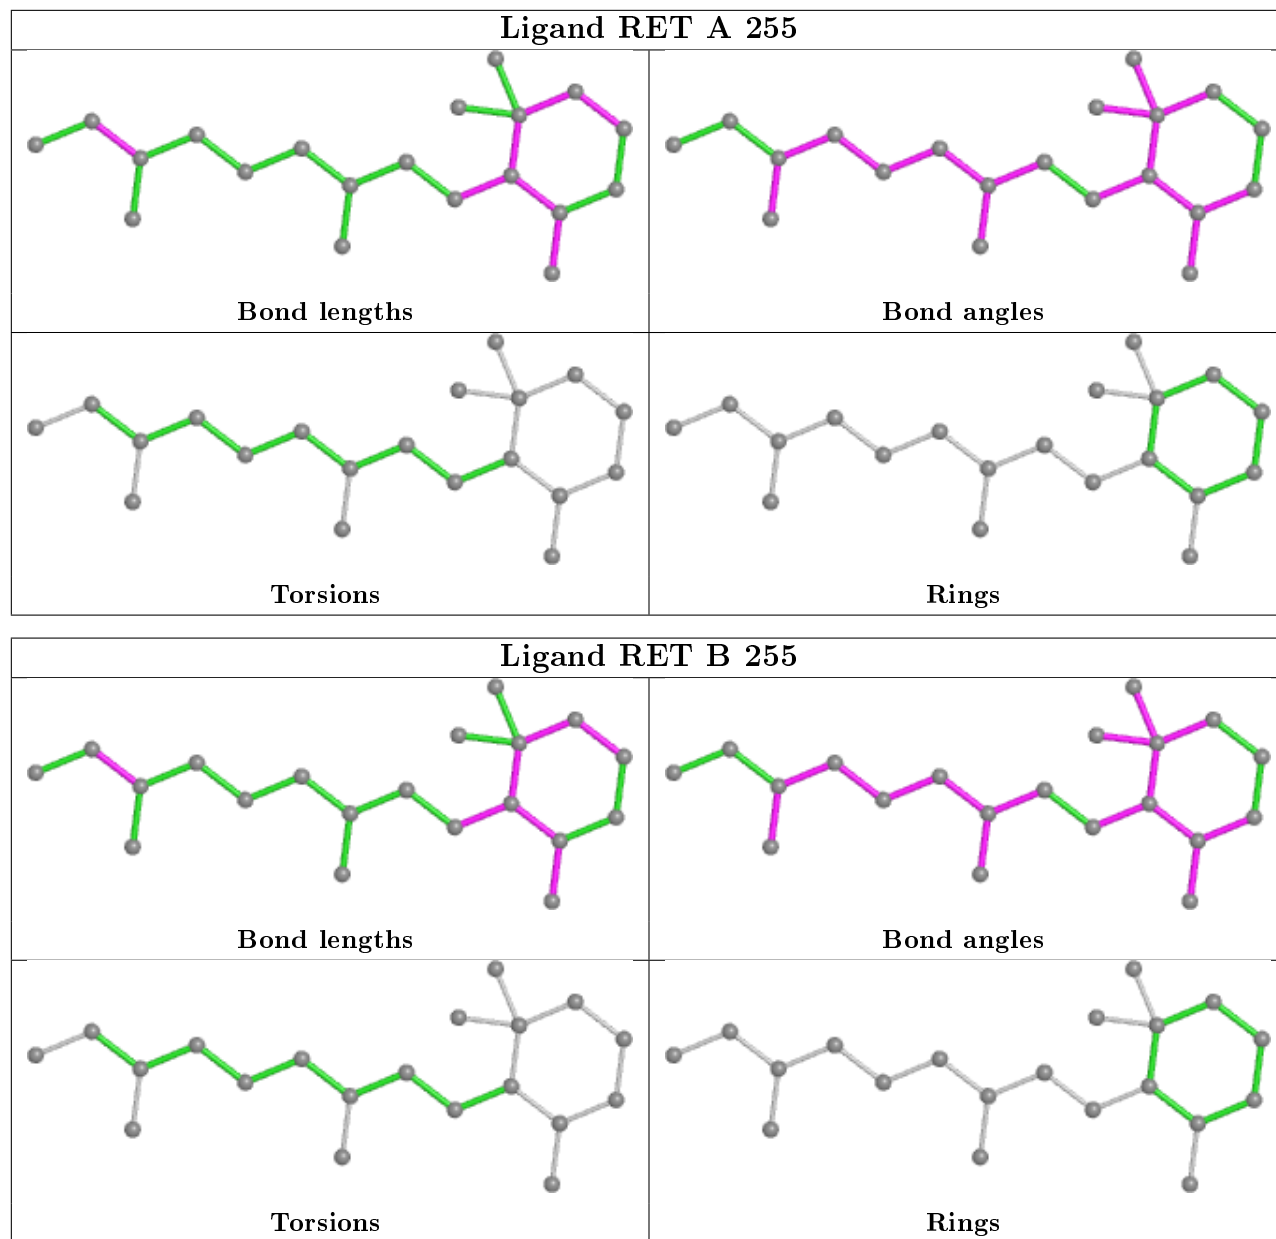 Ligand RET A 255
Bond lengths
Bond angles
Torsions
Rings
Ligand RET B 255
Bond lengths
Bond angles
Torsions
Rings